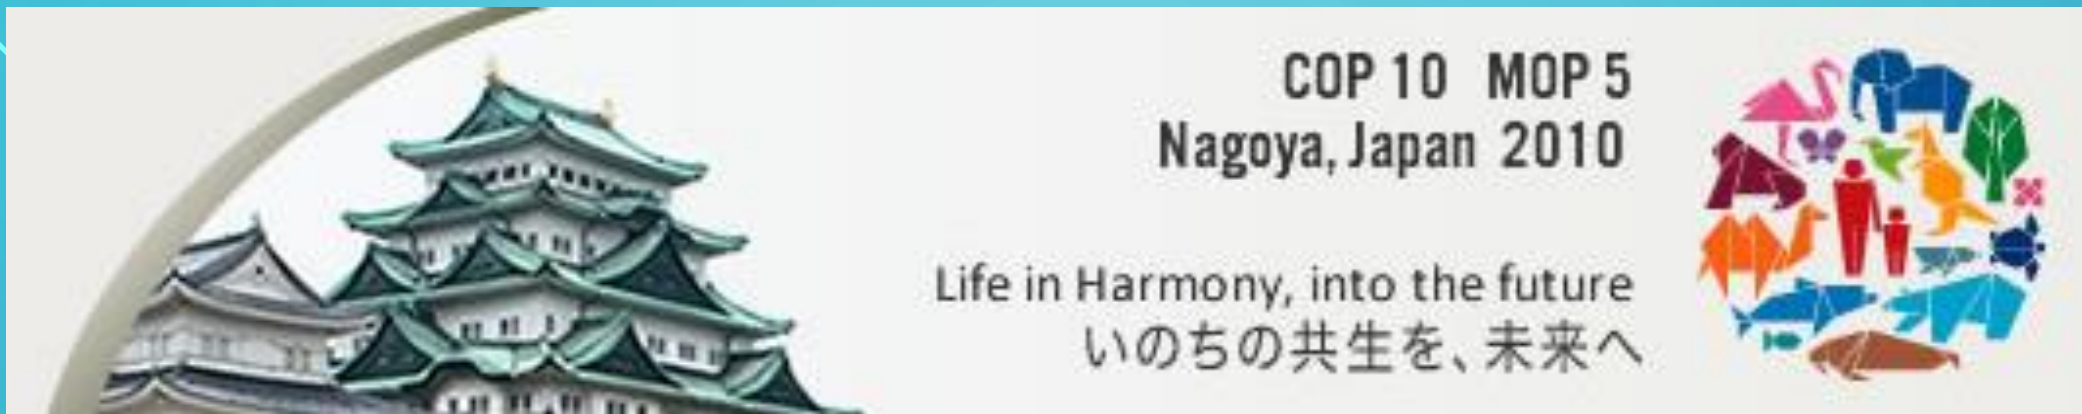 COP 10 MOP 5
Nagoya, Japan 2010
Life in Harmony, into the future
いのちの共生を、未来へ